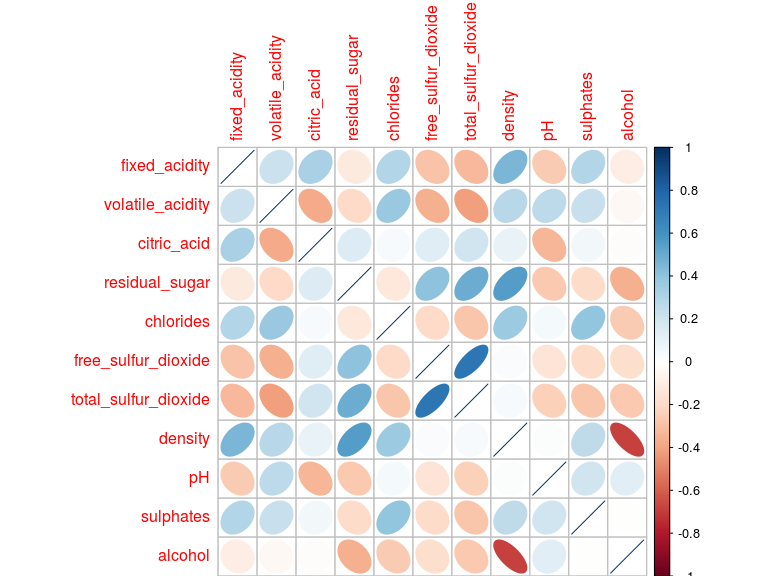 fixed_acidity
volatile_acidity
citric_acid
residual_sugar
chlorides
free_sulfur_dioxide
total_sulfur_dioxide
density
pH
sulphates
alcohol
fixed_acidity
volatile_acidity
citric_acid
residual_sugar
chlorides
free_sulfur_dioxide
total_sulfur_dioxide
density
pH
sulphates
alcohol
1
0.8
0.6
0.4
0.2
0
-0.2
-0.4
-0.6
-0.8
-1